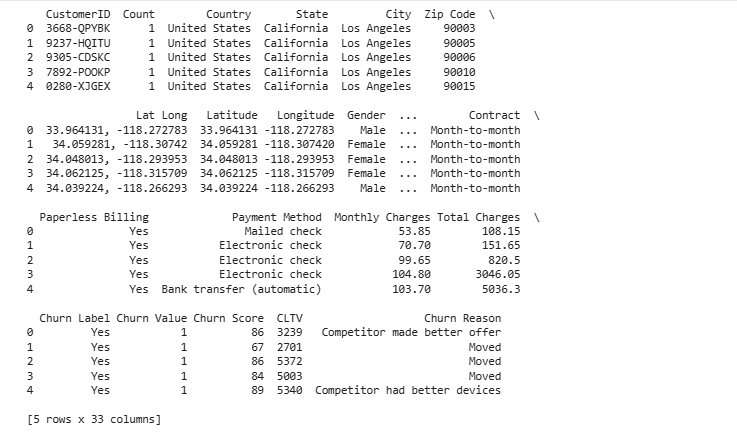 CustomerID Count Country State City Zip Code \
0 3668-QPYBK 1 United States California Los Angeles 90003
1 9237-HQITU 1 United States California Los Angeles 90005
2 9305-CDSKC 1 United States California Los Angeles 90006
3 7892-POOKP 1 United States California Los Angeles 90010
4 0280-XJGEX 1 United States California Los Angeles 90015
Lat Long Latitude Longitude Gender ... Contract \
0 33.964131, -118.272783 33.964131 -118.272783 Male ... Month-to-month
1 34.059281, -118.30742 34.059281 -118.307420 Female ... Month-to-month
2 34.048013, -118.293953 34.048013 -118.293953 Female ... Month-to-month
3 34.062125, -118.315709 34.062125 -118.315709 Female ... Month-to-month
4 34.039224, -118.266293 34.039224 -118.266293 Male ... Month-to-month
Paperless Billing Payment Method Monthly Charges Total Charges \
0 Yes Mailed check 53.85 108.15
1 Yes Electronic check 70.70 151.65
2 Yes Electronic check 99.65 820.5
3 Yes Electronic check 104.80 3046.05
4 Yes Bank transfer (automatic) 103.70 5036.3
Churn Label Churn Value Churn Score CLTV Churn Reason
0 Yes 1 86 3239 Competitor made better offer
1 Yes 1 67 2701 Moved
2 Yes 1 86 5372 Moved
3 Yes 1 84 5003 Moved
4 Yes 1 89 5340 Competitor had better devices
[5 rows x 33 columns]